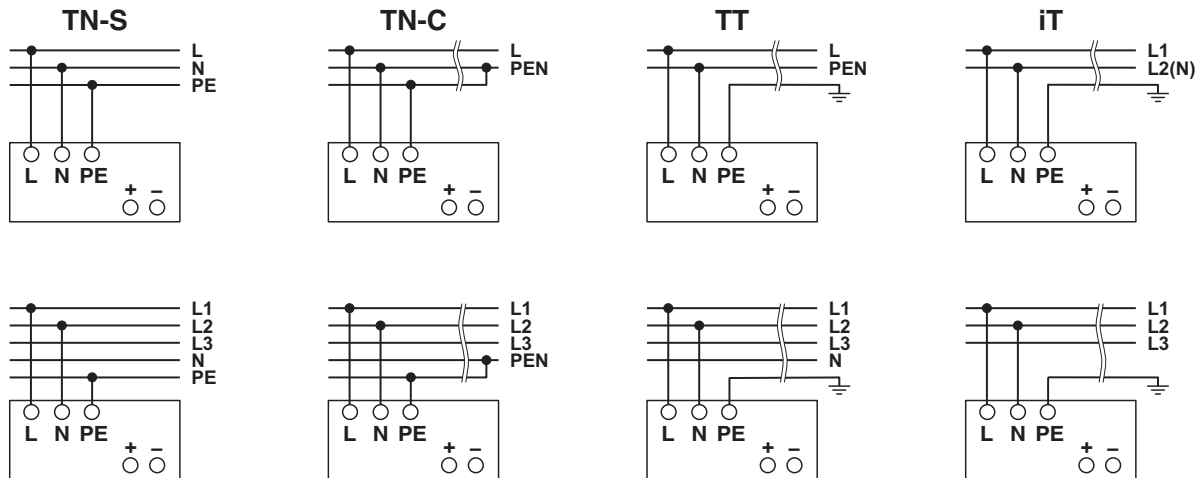 TN-S
L
N
PE
L N PE
+ –
TN-C
L
PEN
L N PE
+ –
TT
L
PEN
L N PE
+ –
iT
L1
L2(N)
L N PE
+ –
L1
L2
L3
N
PE
L N PE
+ –
L1
L2
L3
PEN
L N PE
+ –
L1
L2
L3
N
L N PE
+ –
L1
L2
L3
L N PE
+ –